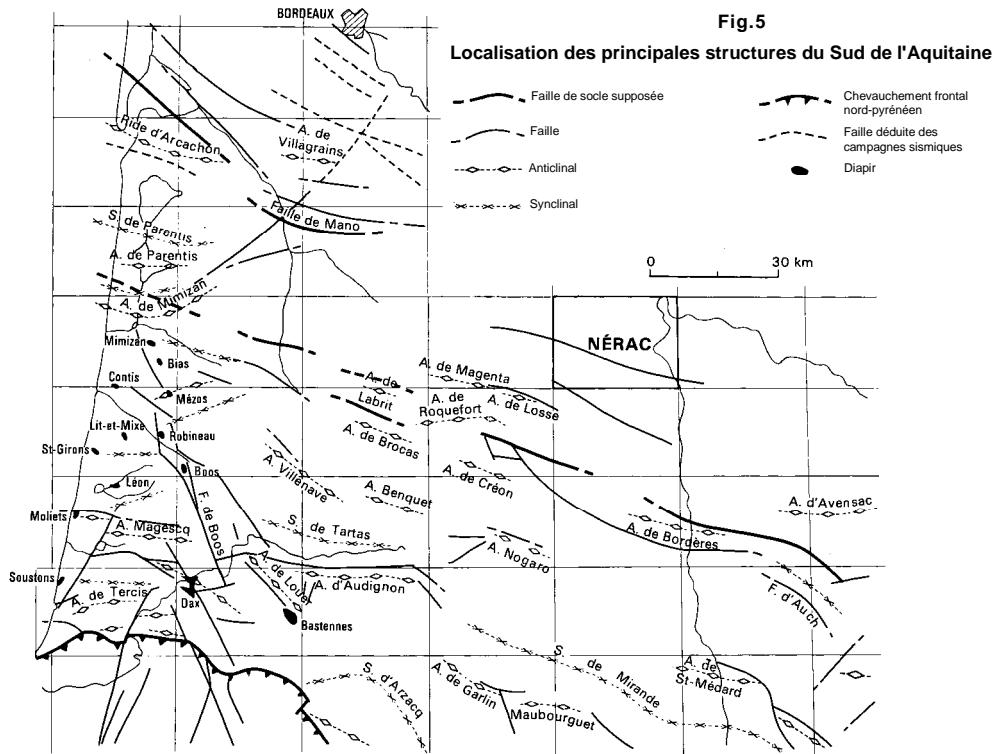 BORDEAUX
Fig.5
Localisation des principales structures du Sud de l'Aquitaine
Faille de socle supposée
Faille
Anticlinal
Synclinal
Chevauchement frontal
nord-pyrénéen
Faille déduite des
campagnes sismiques
Diapir
0 30 km
Ride d'Arcachon
A. de
Villagrains
Faille de Mano
S. de Parentis
A. de Parentis
A. de Mimizan
NÉRAC
Mimizan
Bias
Contis
Mézos
Lit-et-Mixe
Robineau
St-Girons
Boos
Léon
Moliets
A. Magescq
F. de Boos
Soustons
A. de Tercis
Dax
A. de Louer
Bastennes
A. de
Labrit
A. de Magenta
A. de
Roquefort
A. de Losse
A. de Brocas
A. Villenave
A. Benquet
A. de Créon
S. de Tartas
A. Nogaro
A. d'Audignon
A. de Bordères
A. d'Avensac
F. d'Auch
S. d'Arzacq
A. de Garlin
Maubourguet
S. de Mirande
A. de
St-Médard